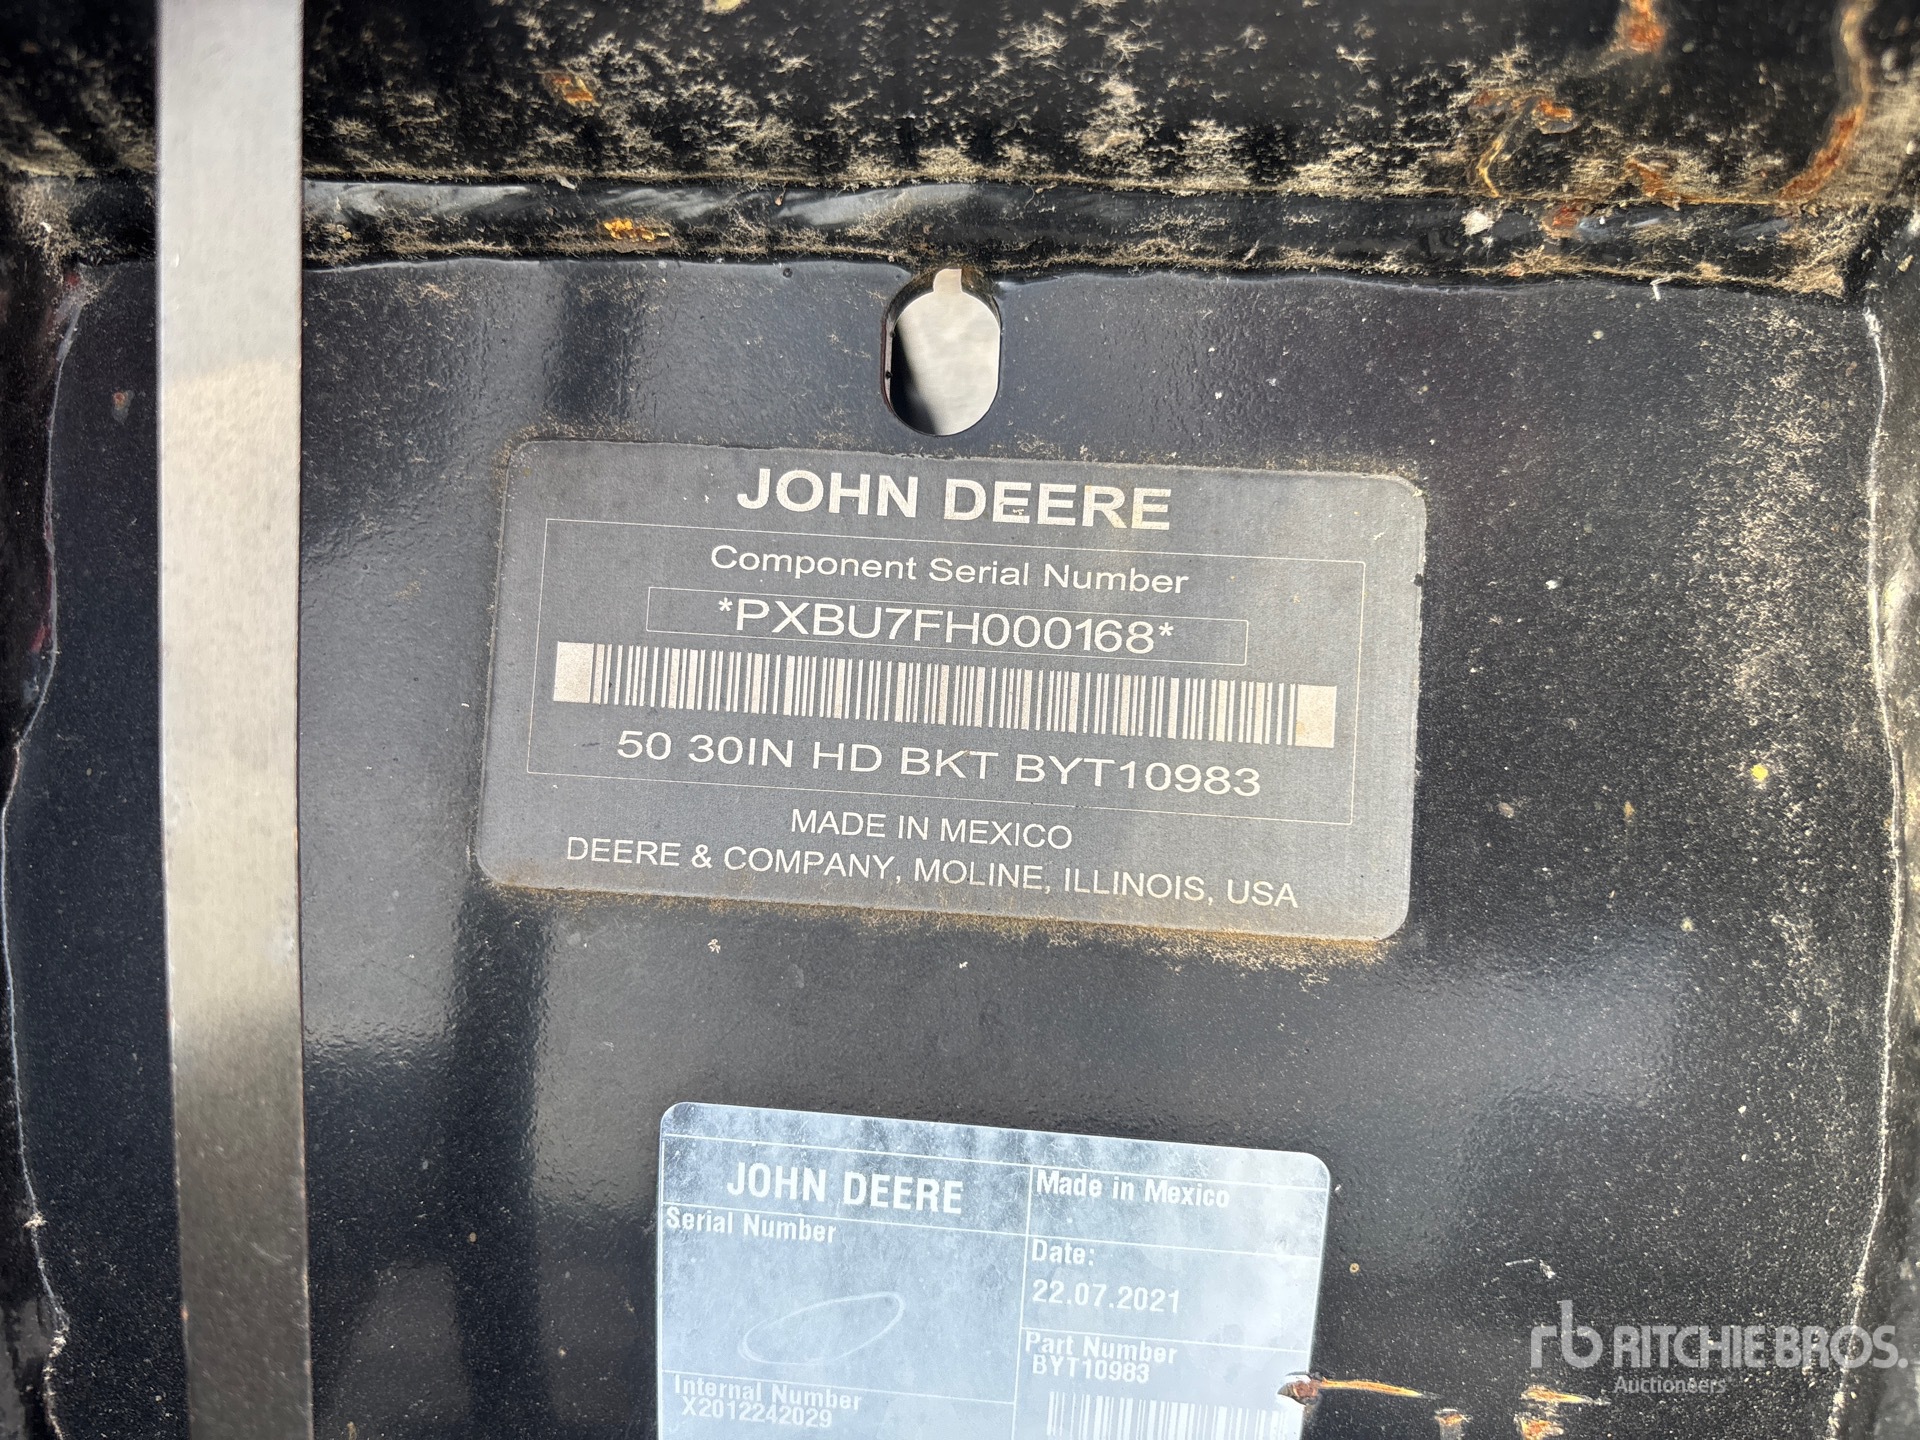 JOHN DEERE
Component Serial Number
*PXBU7FH000168*
50 30IN HD BKT BYT10983
MADE IN MEXICO
DEERE & COMPANY, MOLINE, ILLINOIS, USA
JOHN DEERE
Made in Mexico
Serial Number
Date:
22.07.2021
Part Number
BYT10983
Internal Number
X2012242029
rb RITCHIE BROS.
Auctioneers